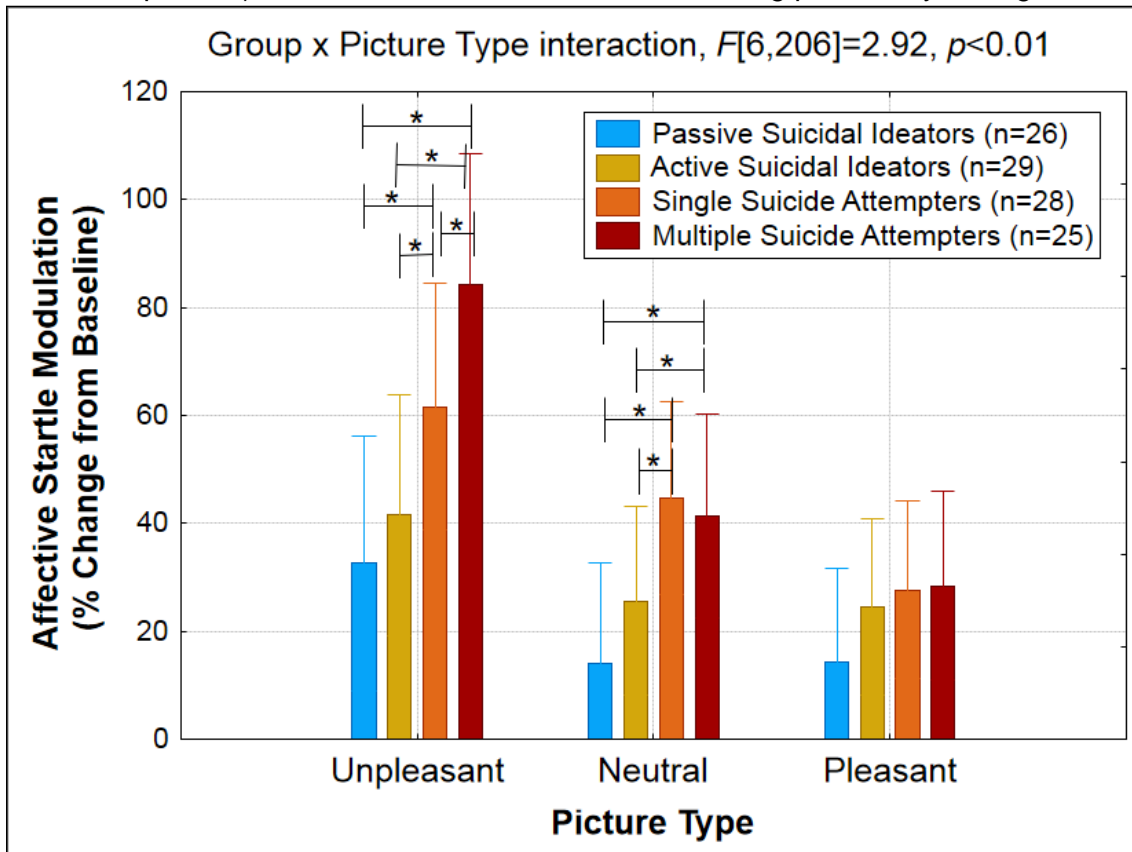 Group x Picture Type interaction, F[6,206]=2.92, p<0.01
120
100
80
60
40
20
0
Affective Startle Modulation
(% Change from Baseline)
Passive Suicidal Ideators (n=26)
Active Suicidal Ideators (n=29)
Single Suicide Attempters (n=28)
Multiple Suicide Attempters (n=25)
*
*
*
*
*
*
*
*
*
Unpleasant Neutral Pleasant
Picture Type